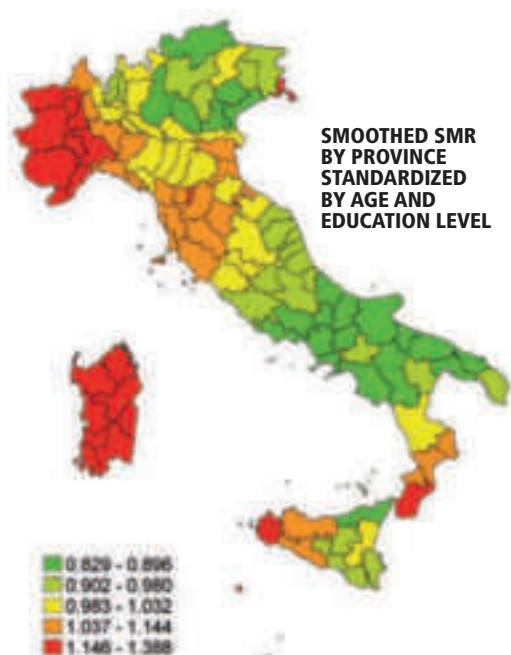 SMOOTHED SMR
BY PROVINCE
STANDARDIZED
BY AGE AND
EDUCATION LEVEL
0.829 - 0.896
0.902 - 0.980
0.983 - 1.032
1.037 - 1.144
1.146 - 1.388